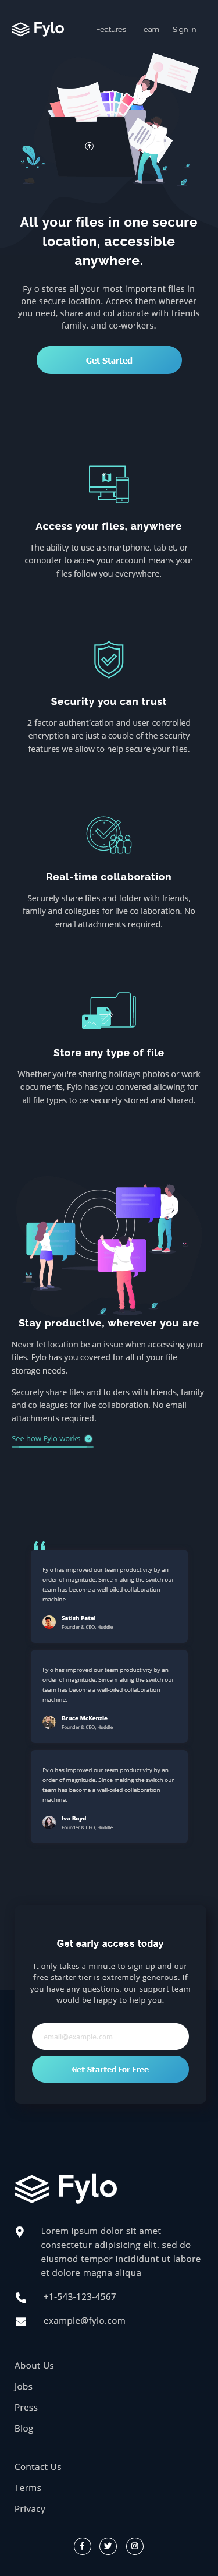 Fylo
Features Team Sign In
All your files in one secure
location, accessible
anywhere.
Fylo stores all your most important files in
one secure location. Access them wherever
you need, share and collaborate with friends
family, and co-workers.
Get Started
Access your files, anywhere
The ability to use a smartphone, tablet, or
computer to acces your account means your
files follow you everywhere.
Security you can trust
2-factor authentication and user-controlled
encryption are just a couple of the security
features we allow to help secure your files.
Real-time collaboration
Securely share files and folder with friends,
family and collegues for live collaboration. No
email attachments required.
Store any type of file
Whether you're sharing holidays photos or work
documents, Fylo has you convered allowing for
all file types to be securely stored and shared.
Stay productive, wherever you are
Never let location be an issue when accessing your
files. Fylo has you covered for all of your file
storage needs.
Securely share files and folders with friends, family
and colleagues for live collaboration. No email
attachments required.
See how Fylo works
Fylo has improved our team productivity by an
order of magnitude. Since making the switch our
team has become a well-oiled collaboration
machine.
Satish Patel
Founder & CEO, Huddle
Fylo has improved our team productivity by an
order of magnitude. Since making the switch our
team has become a well-oiled collaboration
machine.
Bruce McKenzie
Founder & CEO, Huddle
Fylo has improved our team productivity by an
order of magnitude. Since making the switch our
team has become a well-oiled collaboration
machine.
Iva Boyd
Founder & CEO, Huddle
Get early access today
It only takes a minute to sign up and our
free starter tier is extremely generous. If
you have any questions, our support team
would be happy to help you.
email@example.com
Get Started For Free
Fylo
Lorem ipsum dolor sit amet
consectetur adipisicing elit. sed do
eiusmod tempor incididunt ut labore
et dolore magna aliqua
+1-543-123-4567
example@fylo.com
About Us
Jobs
Press
Blog
Contact Us
Terms
Privacy